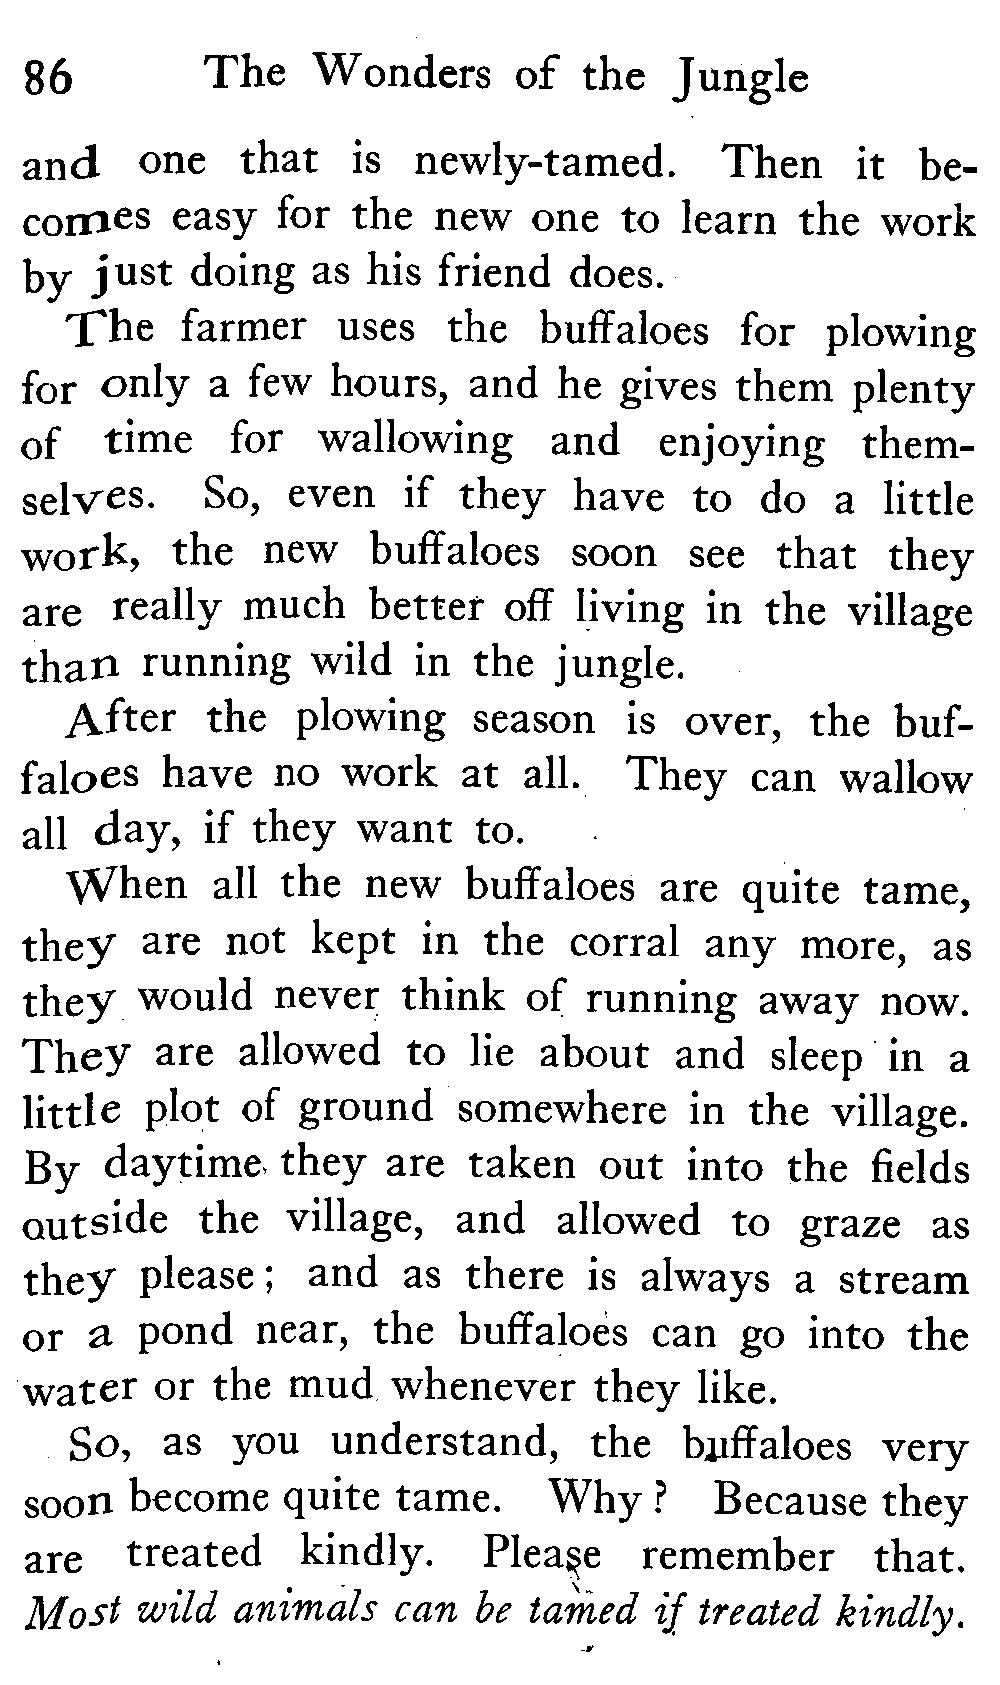 86 The Wonders of the Jungle
and one that is newly-tamed. Then it be-
comes easy for the new one to learn the work
by just doing as his friend does.
The farmer uses the buffaloes for plowing
for only a few hours, and he gives them plenty
of time for wallowing and enjoying them-
selves. So, even if they have to do a little
work, the new buffaloes soon see that they
are really much better off living in the village
than running wild in the jungle.
After the plowing season is over, the buf-
faloes have no work at all. They can wallow
all day, if they want to.
When all the new buffaloes are quite tame,
they are not kept in the corral any more, as
they would never think of running away now.
They are allowed to lie about and sleep in a
little plot of ground somewhere in the village.
By daytime they are taken out into the fields
outside the village, and allowed to graze as
they please; and as there is always a stream
or a pond near, the buffaloes can go into the
water or the mud whenever they like.
So, as you understand, the buffaloes very
soon become quite tame. Why? Because they
are treated kindly. Please remember that.
Most wild animals can be tamed if treated kindly.